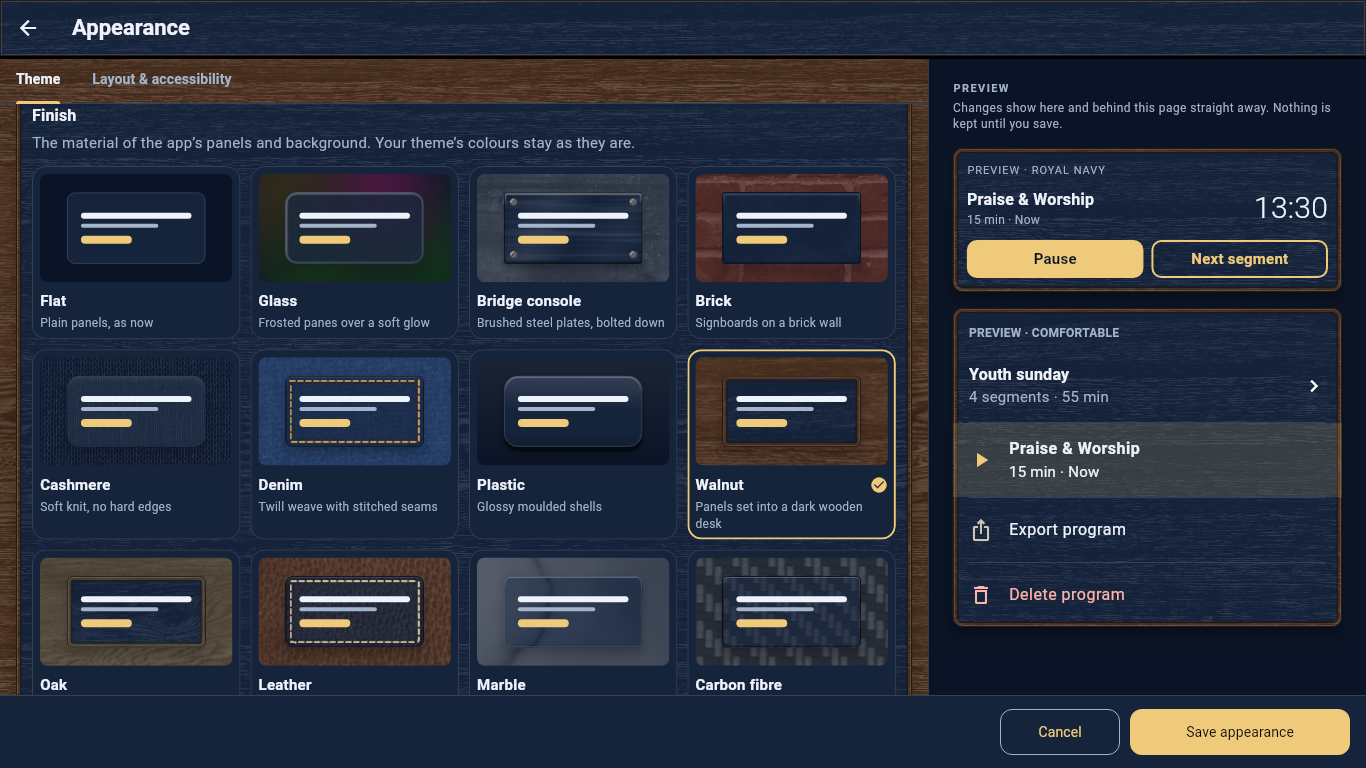 Appearance
Theme
Layout & accessibility
Finish
The material of the app’s panels and background. Your theme’s colours stay as they are.
Flat
Plain panels, as now
Glass
Frosted panes over a soft glow
Bridge console
Brushed steel plates, bolted down
Brick
Signboards on a brick wall
Cashmere
Soft knit, no hard edges
Denim
Twill weave with stitched seams
Plastic
Glossy moulded shells
Walnut
Panels set into a dark wooden
desk
Oak
Leather
Marble
Carbon fibre
PREVIEW
Changes show here and behind this page straight away. Nothing is
kept until you save.
PREVIEW · ROYAL NAVY
Praise & Worship
15 min · Now
13:30
Pause
Next segment
PREVIEW · COMFORTABLE
Youth sunday
4 segments · 55 min
Praise & Worship
15 min · Now
Export program
Delete program
Cancel
Save appearance